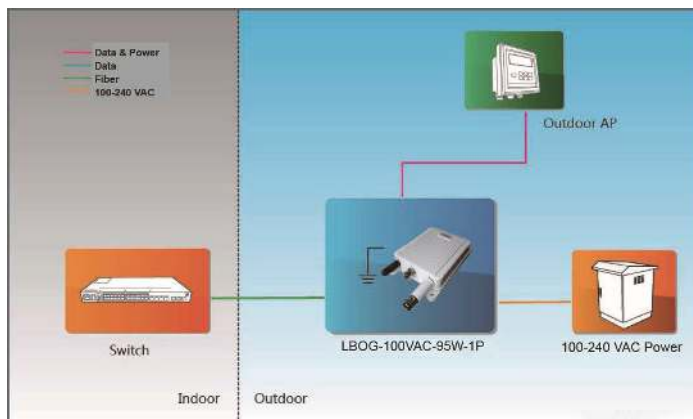 Data & Power
Data
Fiber
100-240 VAC
Outdoor AP
Switch
LBOG-100VAC-95W-1P
100-240 VAC Power
Indoor
Outdoor